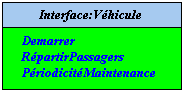 Interface:Véhicule
Demarrer
RépartirPassagers
PériodicitéMaintenance